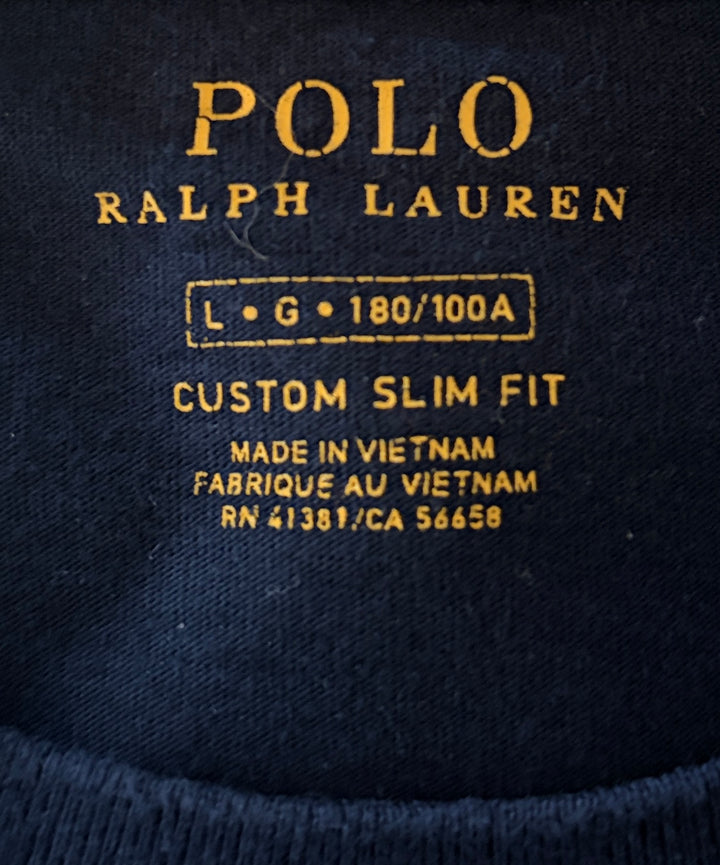 POLO
RALPH LAUREN
L • G • 180/100A
CUSTOM SLIM FIT
MADE IN VIETNAM
FABRIQUE AU VIETNAM
RN 41381/CA 56658